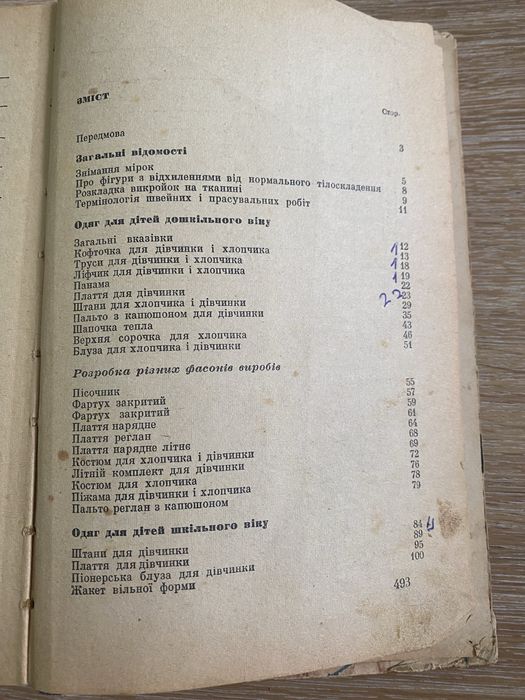 ЗМІСТ
Стор.
Передмова 3
Загальні відомості
Знімання мірок 5
Про фігури з відхиленнями від нормального тілоскладення 8
Розкладка викройок на тканині 9
Термінологія швейних і прасувальних робіт 11
Одяг для дітей дошкільного віку
Загальні вказівки 12
Кофточка для дівчинки і хлопчика 13
Труси для дівчинки і хлопчика 18
Ліфчик для дівчинки і хлопчика 19
Панама 22
Плаття для дівчинки 23
Штани для хлопчика і дівчинки 29
Пальто з капюшоном для дівчинки 35
Шапочка тепла 43
Верхня сорочка для хлопчика 46
Блуза для хлопчика і дівчинки 51
Розробка різних фасонів виробів
Пісочник 55
Фартух закритий 57
Фартух закритий 59
Плаття нарядне 61
Плаття реглан 64
Плаття нарядне літнє 68
Костюм для хлопчика і дівчинки 69
Літній комплект для дівчинки 72
Костюм для хлопчика 76
Піжама для дівчинки і хлопчика 78
Пальто реглан з капюшоном 79
Одяг для дітей шкільного віку
Штани для дівчинки 84
Плаття для дівчинки 89
Піонерська блуза для дівчинки 95
Жакет вільної форми 100
493